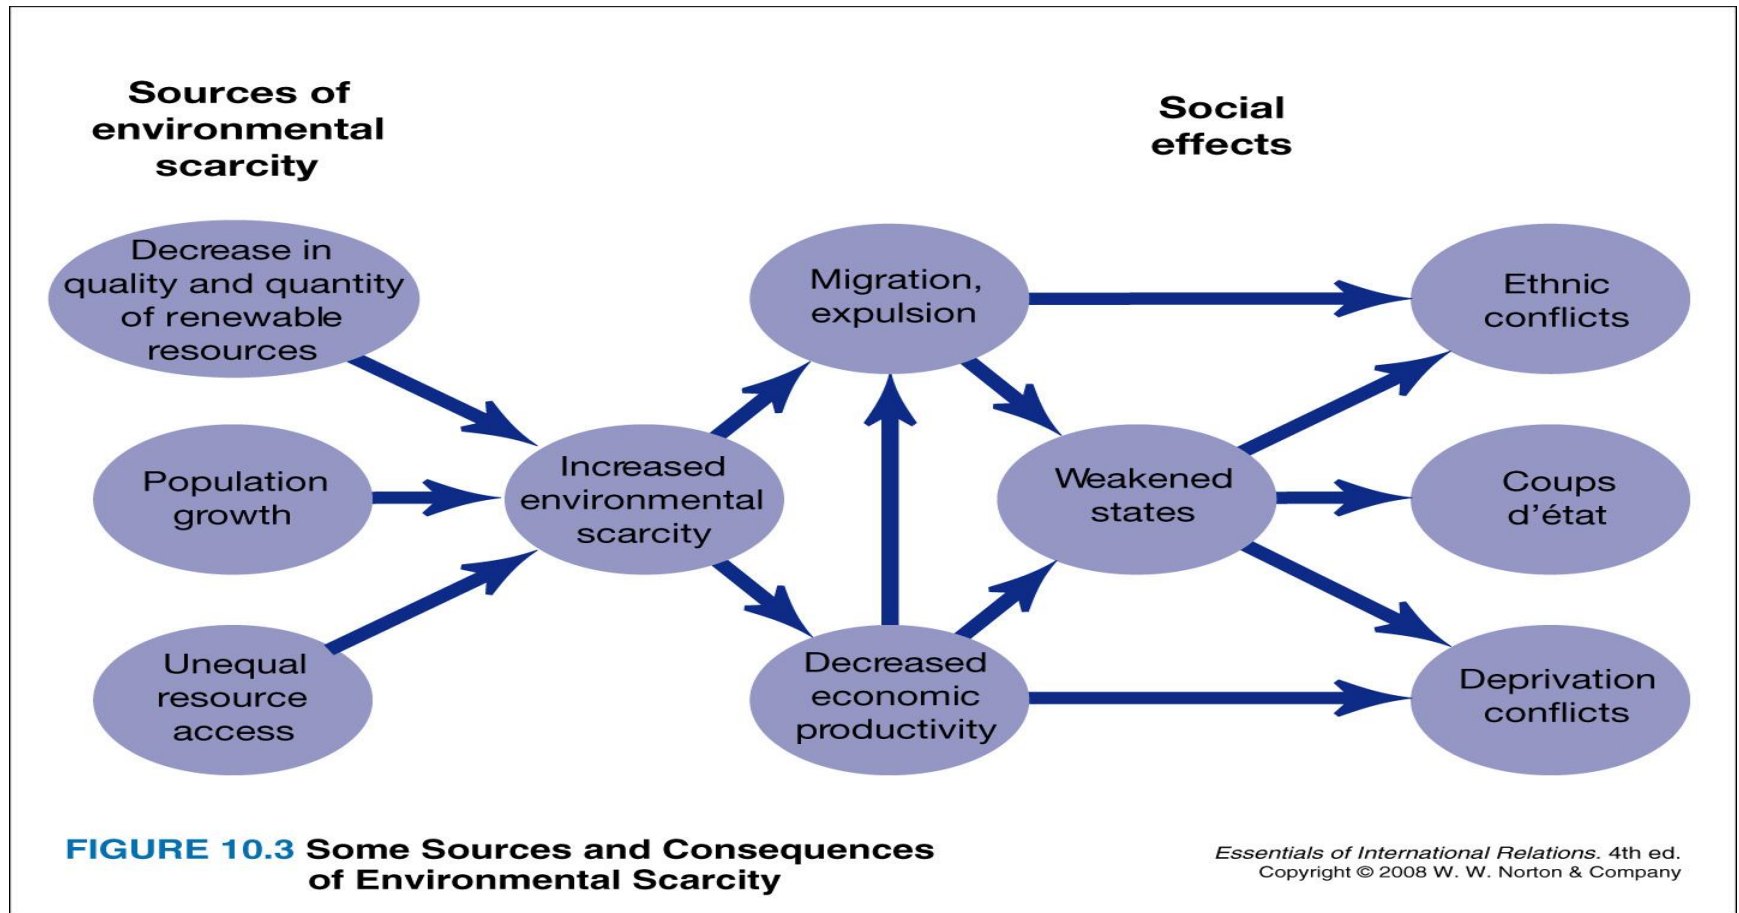 Sources of
environmental
scarcity
Social
effects
Decrease in
quality and quantity
of renewable
resources
Migration,
expulsion
Ethnic
conflicts
Population
growth
Increased
environmental
scarcity
Weakened
states
Coups
d’état
Unequal
resource
access
Decreased
economic
productivity
Deprivation
conflicts
FIGURE 10.3 Some Sources and Consequences
of Environmental Scarcity
Essentials of International Relations. 4th ed.
Copyright © 2008 W. W. Norton & Company